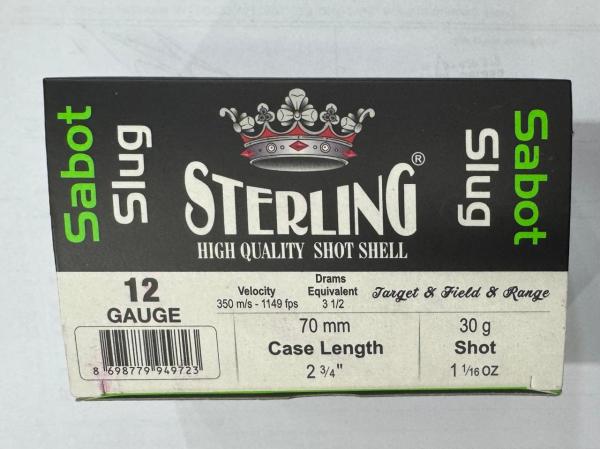 Sabot
Slug
STERLING®
HIGH QUALITY SHOT SHELL
Slug
Sabot
12
GAUGE
Velocity
350 m/s - 1149 fps
Drams
Equivalent
3 1/2
Target & Field & Range
70 mm
Case Length
2 3/4"
30 g
Shot
1 1/16 OZ
8 698779 949723